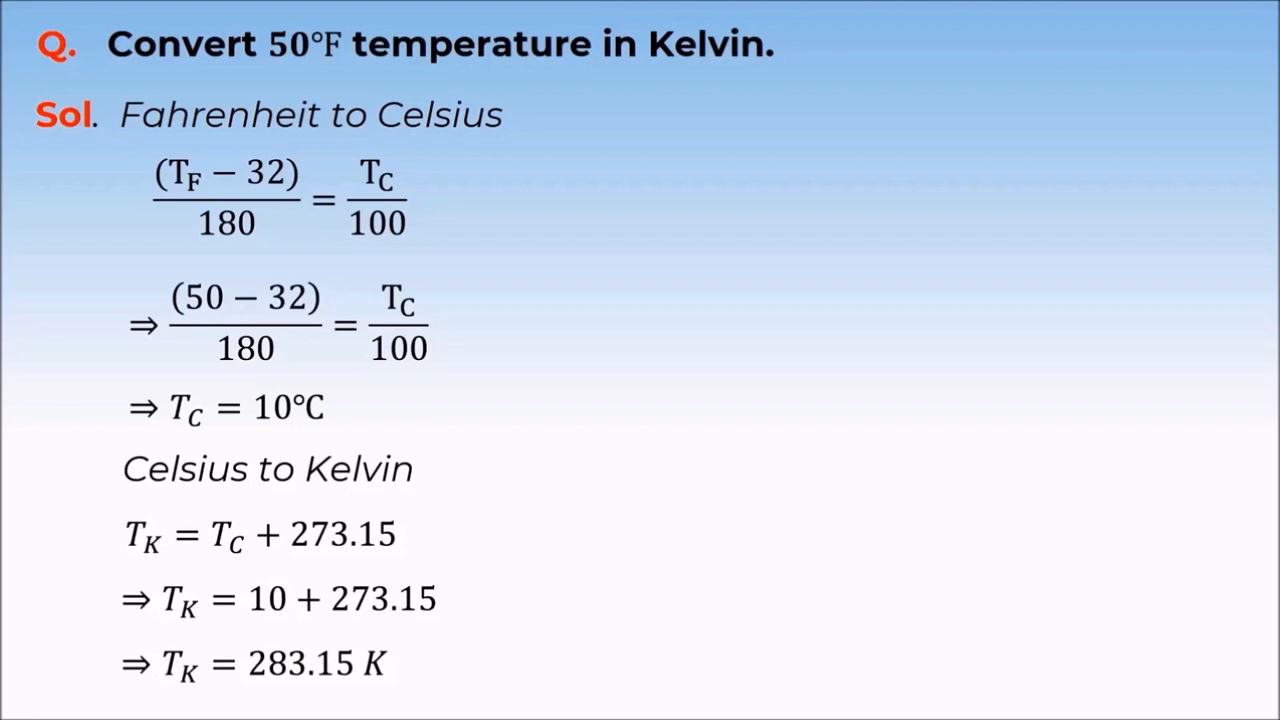 Q. Convert 50°F temperature in Kelvin.
Sol. Fahrenheit to Celsius
(T_F − 32)/180 = T_C/100
⇒ (50 − 32)/180 = T_C/100
⇒ T_C = 10°C
Celsius to Kelvin
T_K = T_C + 273.15
⇒ T_K = 10 + 273.15
⇒ T_K = 283.15 K